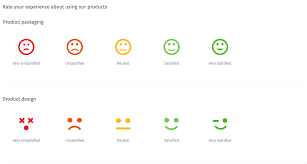 Rate your experience about using our products
Product packaging
Very Unsatisfied Unsatisfied Neutral Satisfied Very Satisfied
Product design
Very Unsatisfied Unsatisfied Neutral Satisfied Very Satisfied